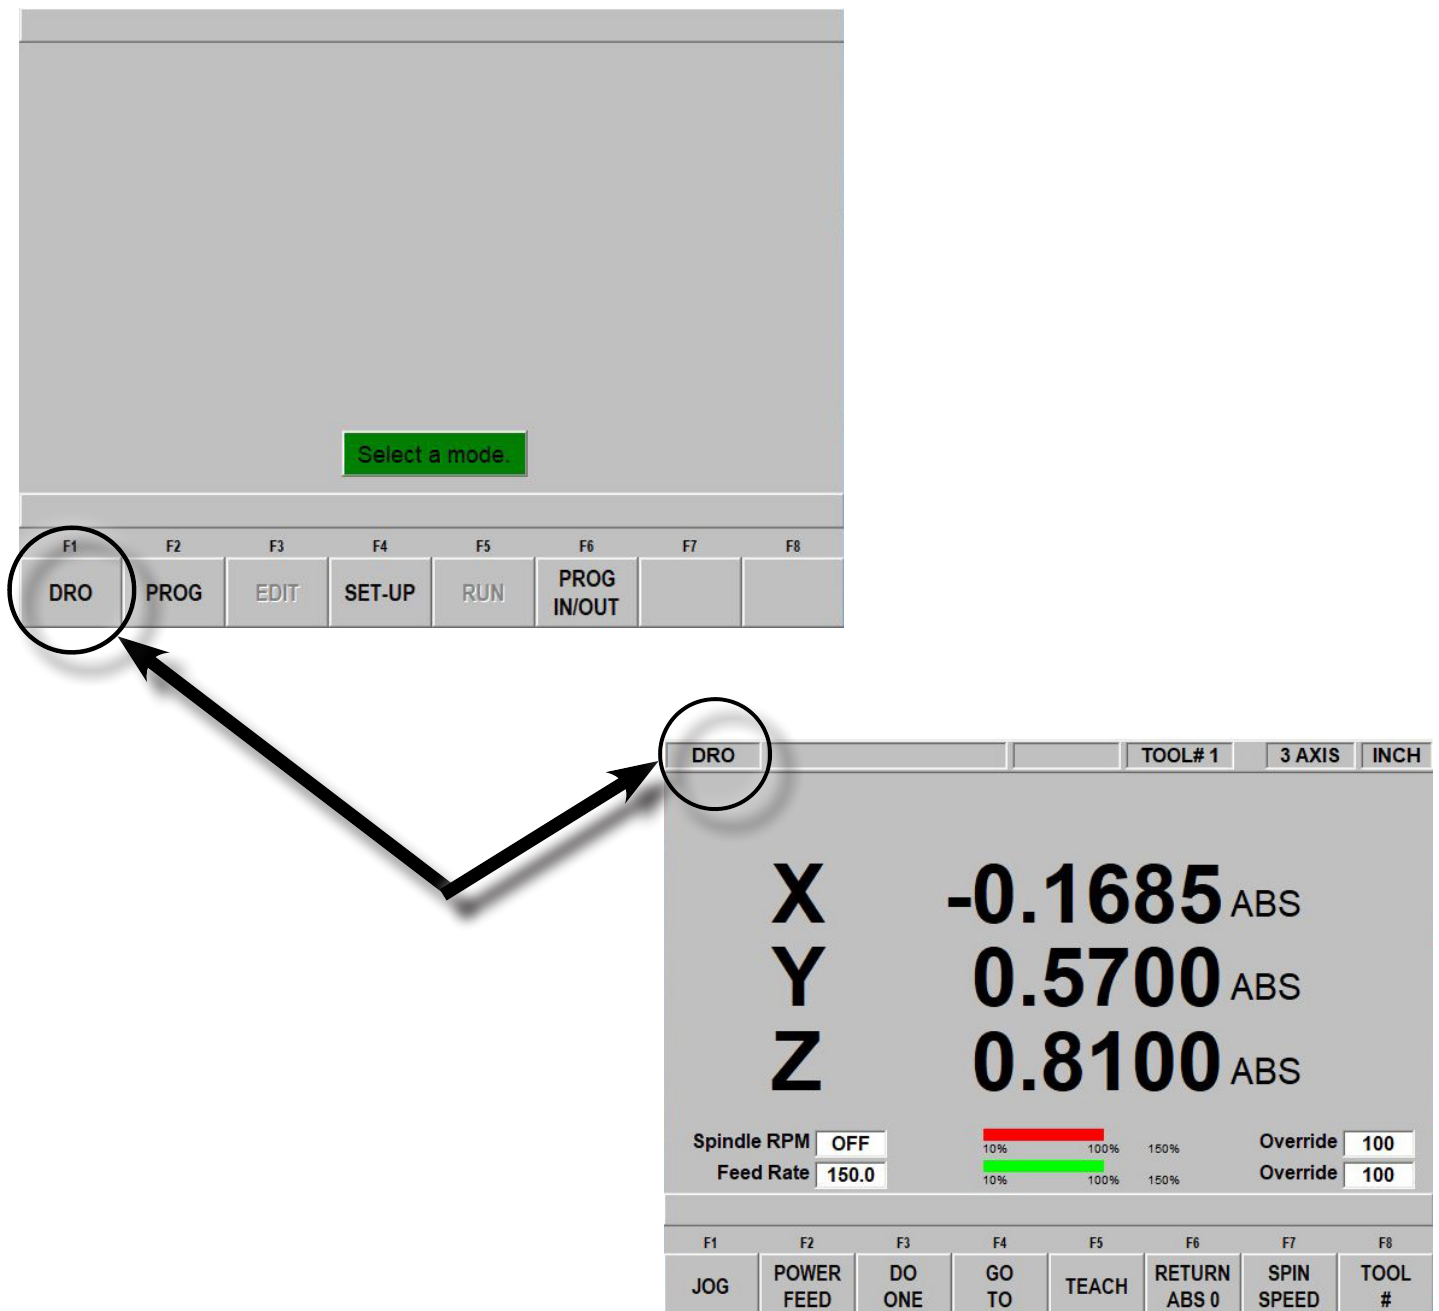 Select a mode.
F1 F2 F3 F4 F5 F6 F7 F8
DRO PROG EDIT SET-UP RUN PROG IN/OUT
DRO TOOL# 1 3 AXIS INCH
X -0.1685 ABS
Y 0.5700 ABS
Z 0.8100 ABS
Spindle RPM OFF 10% 100% 150% Override 100
Feed Rate 150.0 10% 100% 150% Override 100
F1 F2 F3 F4 F5 F6 F7 F8
JOG POWER FEED DO ONE GO TO TEACH RETURN ABS 0 SPIN SPEED TOOL #